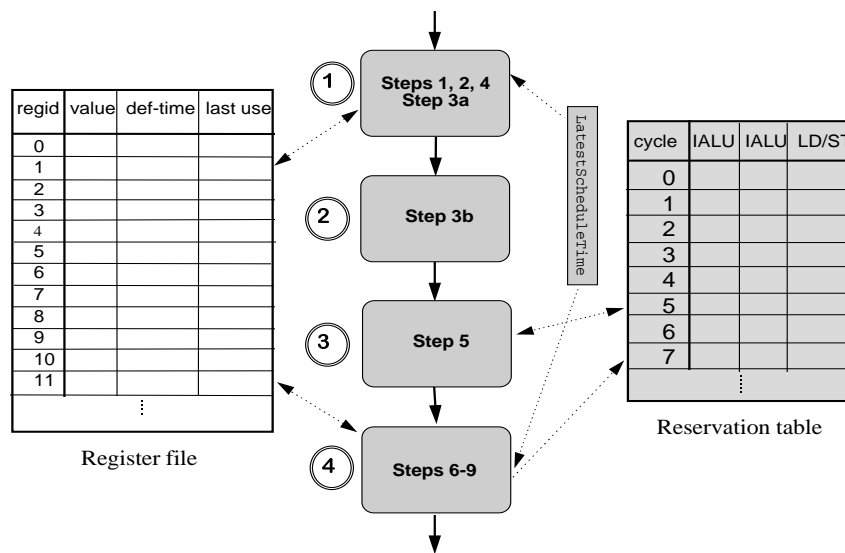 regid value def-time last use
0
1
2
3
4
5
6
7
8
9
10
11
Register file
1
Steps 1, 2, 4
Step 3a
2
Step 3b
3
Step 5
4
Steps 6-9
LatestScheduleTime
cycle IALU IALU LD/ST
0
1
2
3
4
5
6
7
Reservation table